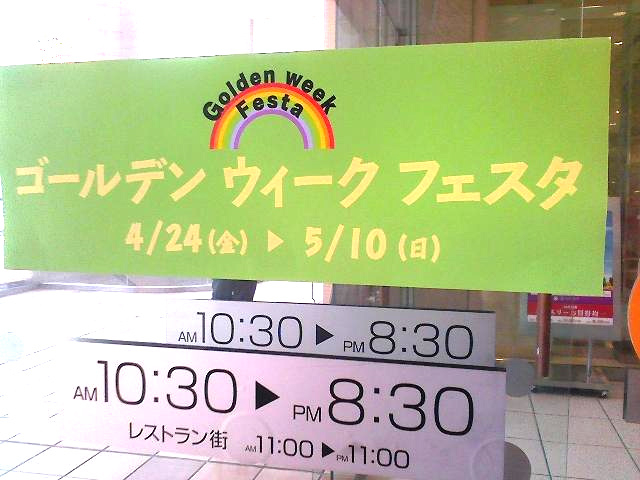 Golden week
Festa
ゴールデン ウィーク フェスタ
4/24(金) ▶ 5/10(日)
AM10:30 ▶ PM8:30
AM10:30 ▶ PM8:30
レストラン街 AM11:00 ▶ PM11:00